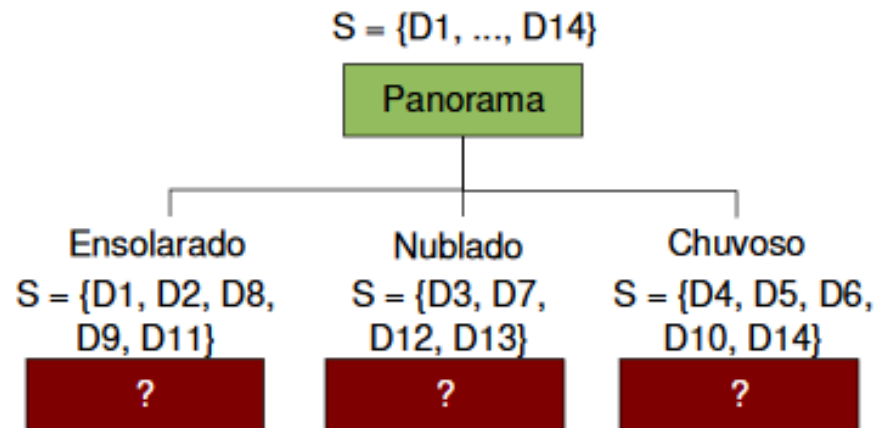 S = {D1, ..., D14}
Panorama
Ensolarado
S = {D1, D2, D8,
D9, D11}
?
Nublado
S = {D3, D7,
D12, D13}
?
Chuvoso
S = {D4, D5, D6,
D10, D14}
?